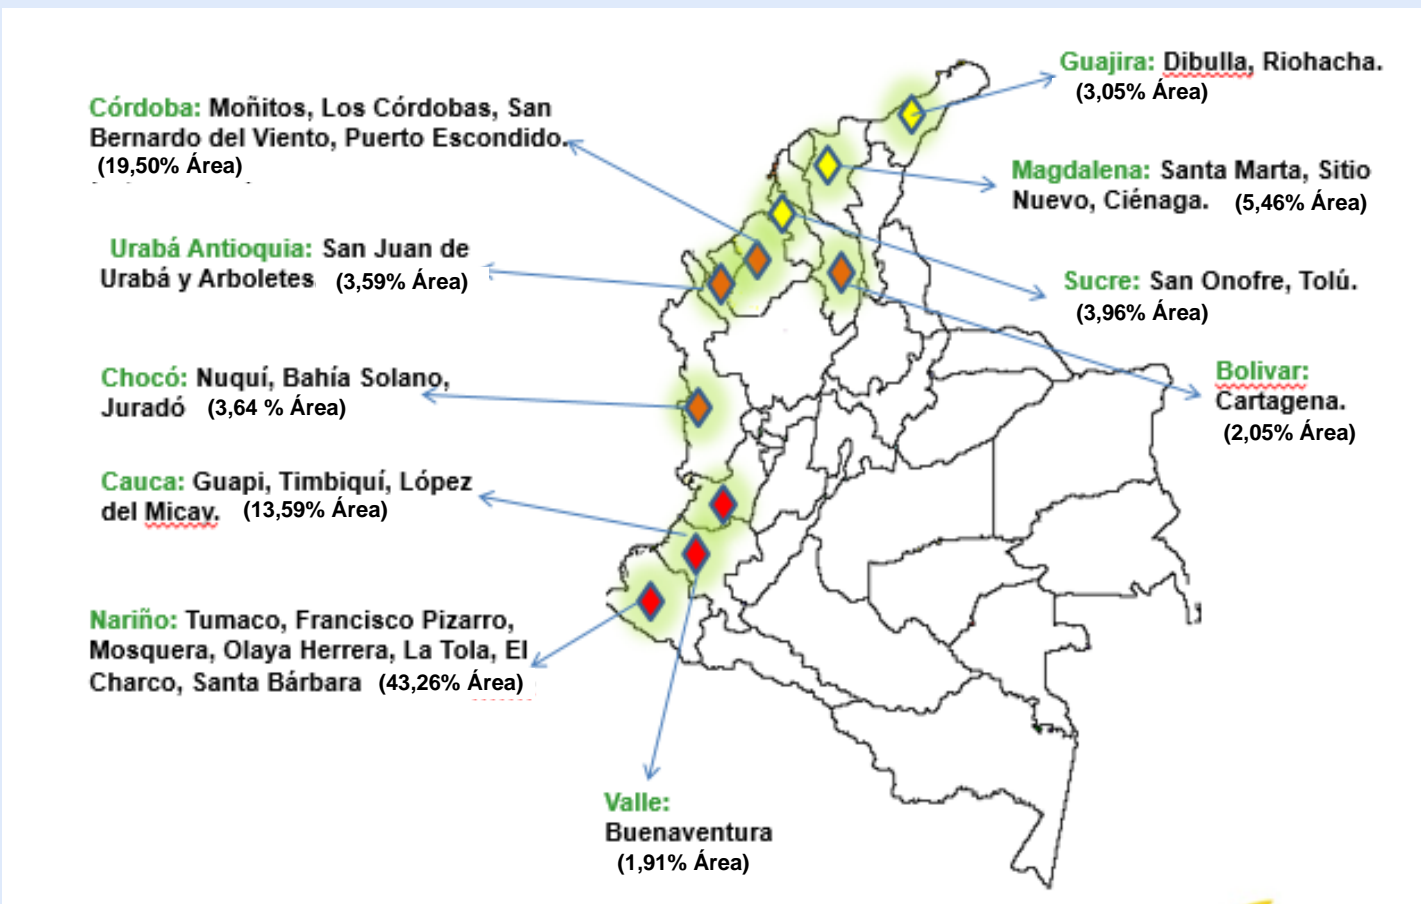 Córdoba: Moñitos, Los Córdobas, San
Bernardo del Viento, Puerto Escondido.
(19,50% Área)
Urabá Antioquia: San Juan de
Urabá y Arboletes (3,59% Área)
Chocó: Nuquí, Bahía Solano,
Juradó (3,64 % Área)
Cauca: Guapi, Timbiquí, López
del Micay. (13,59% Área)
Nariño: Tumaco, Francisco Pizarro,
Mosquera, Olaya Herrera, La Tola, El
Charco, Santa Bárbara (43,26% Área)
Valle:
Buenaventura
(1,91% Área)
Guajira: Dibulla, Riohacha.
(3,05% Área)
Magdalena: Santa Marta, Sitio
Nuevo, Ciénaga. (5,46% Área)
Sucre: San Onofre, Tolú.
(3,96% Área)
Bolivar:
Cartagena.
(2,05% Área)